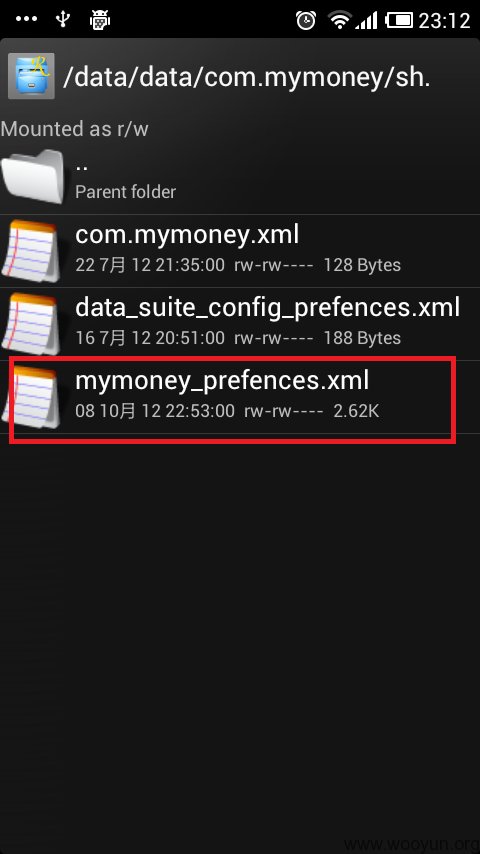 23:12
/data/data/com.mymoney/sh.
Mounted as r/w
..
Parent folder
com.mymoney.xml
22 7月 12 21:35:00 rw-rw---- 128 Bytes
data_suite_config_prefences.xml
16 7月 12 20:51:00 rw-rw---- 188 Bytes
mymoney_prefences.xml
08 10月 12 22:53:00 rw-rw---- 2.62K
www.wooyun.org